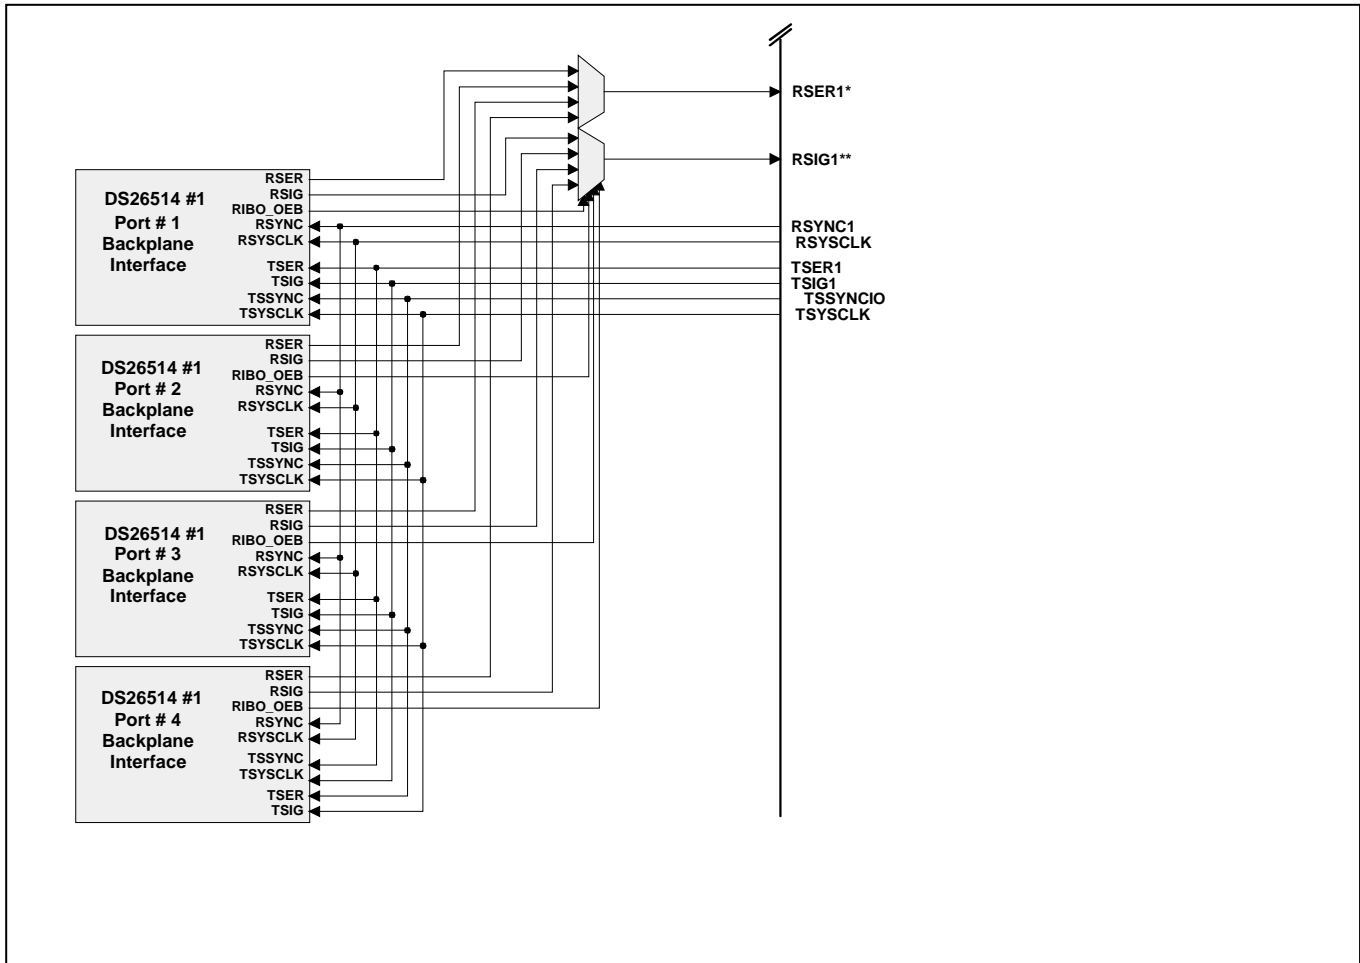 RSER1*
RSIG1**
DS26514 #1
Port # 1
Backplane
Interface
RSER
RSIG
RIBO_OEB
RSYNC
RSYSCLK
TSER
TSIG
TSSYNC
TSYSCLK
RSYNC1
RSYSCLK
TSER1
TSIG1
TSSYNCIO
TSYSCLK
DS26514 #1
Port # 2
Backplane
Interface
RSER
RSIG
RIBO_OEB
RSYNC
RSYSCLK
TSER
TSIG
TSSYNC
TSYSCLK
DS26514 #1
Port # 3
Backplane
Interface
RSER
RSIG
RIBO_OEB
RSYNC
RSYSCLK
TSER
TSIG
TSSYNC
TSYSCLK
DS26514 #1
Port # 4
Backplane
Interface
RSER
RSIG
RIBO_OEB
RSYNC
RSYSCLK
TSSYNC
TSYSCLK
TSER
TSIG